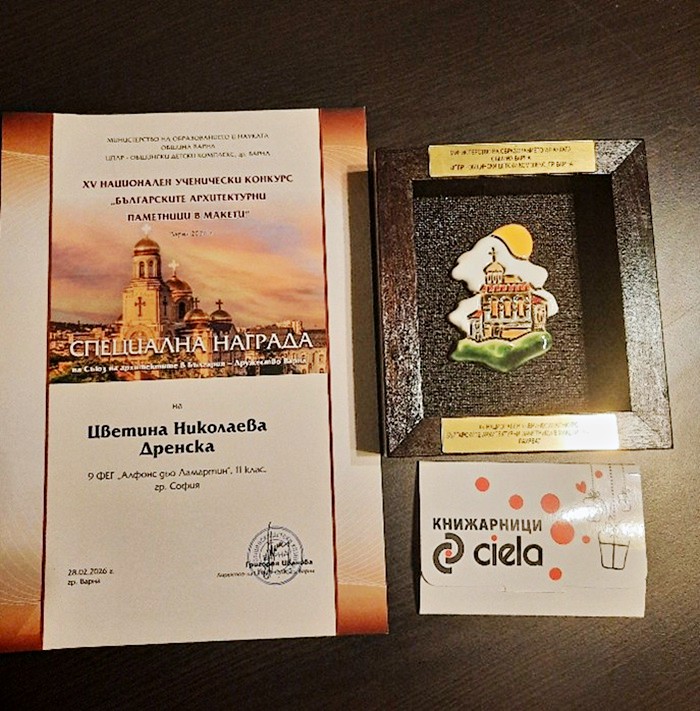 МИНИСТЕРСТВО НА ОБРАЗОВАНИЕТО И НАУКАТА
ОБЩИНА ВАРНА
ЦПЛР - ОБЩИНСКИ ДЕТСКИ КОМПЛЕКС, гр. ВАРНА
XV НАЦИОНАЛЕН УЧЕНИЧЕСКИ КОНКУРС
„БЪЛГАРСКИТЕ АРХИТЕКТУРНИ
ПАМЕТНИЦИ В МАКЕТИ"
СПЕЦИАЛНА НАГРАДА
на Съюз на архитектите в България – Дружество Варна
на
Цветина Николаева
Дренска
9 ФЕГ „Алфонс дьо Ламартин", 11 клас,
гр. София
28.02.2026 г.
гр. Варна
КНИЖАРНИЦИ
ciela